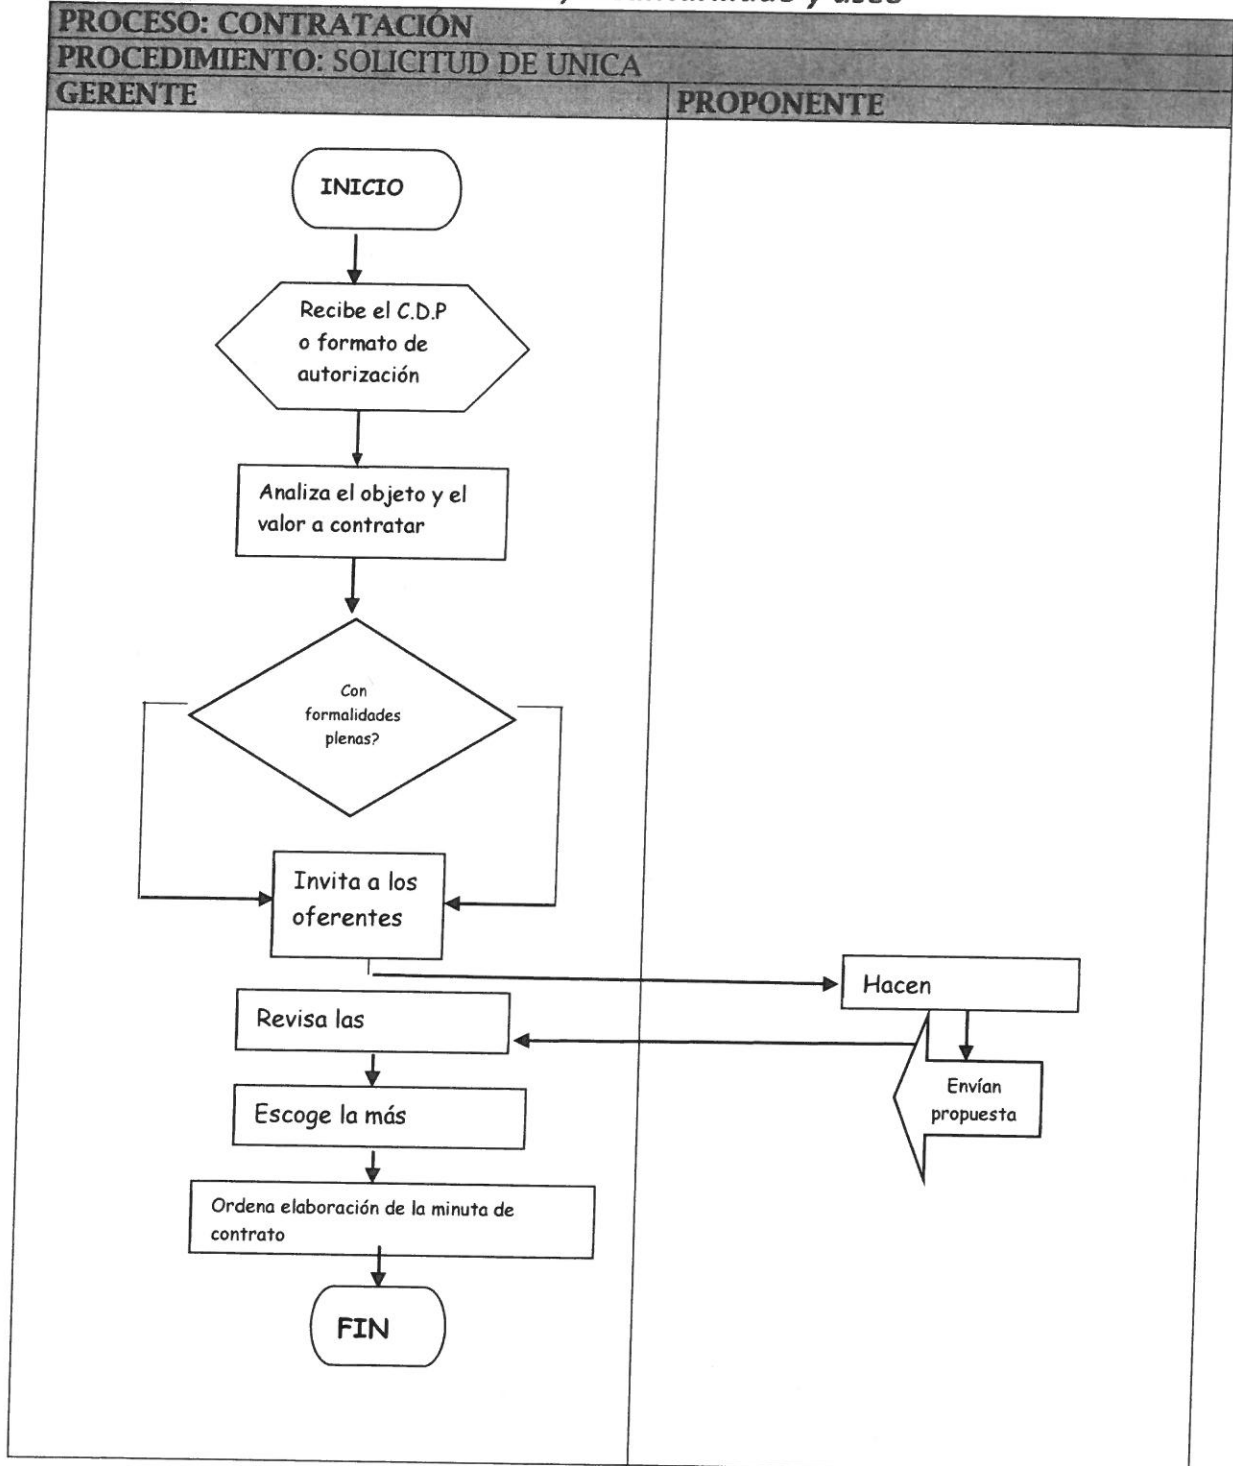 y aseo
PROCESO: CONTRATACIÓN
PROCEDIMIENTO: SOLICITUD DE UNICA
GERENTE
PROPONENTE
INICIO
Recibe el C.D.P
o formato de
autorización
Analiza el objeto y el
valor a contratar
Con
formalidades
plenas?
Invita a los
oferentes
Hacen
Revisa las
Envían
propuesta
Escoge la más
Ordena elaboración de la minuta de
contrato
FIN